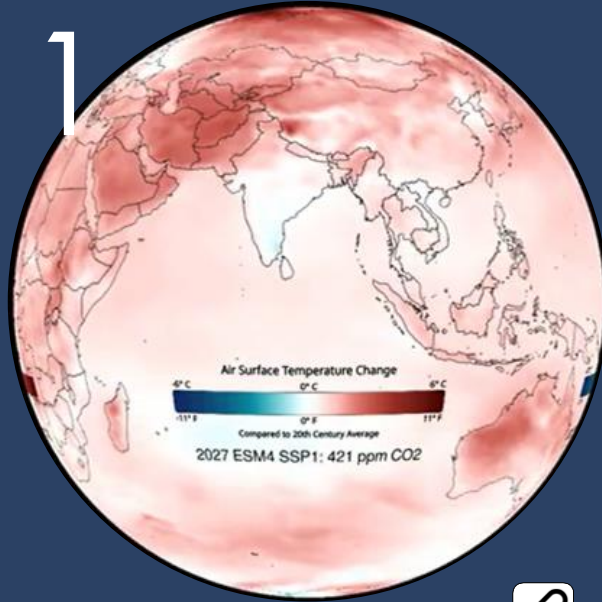 1
Air Surface Temperature Change
-6° C 0° C 6° C
-11° F 0° F 11° F
Compared to 20th Century Average
2027 ESM4 SSP1: 421 ppm CO2